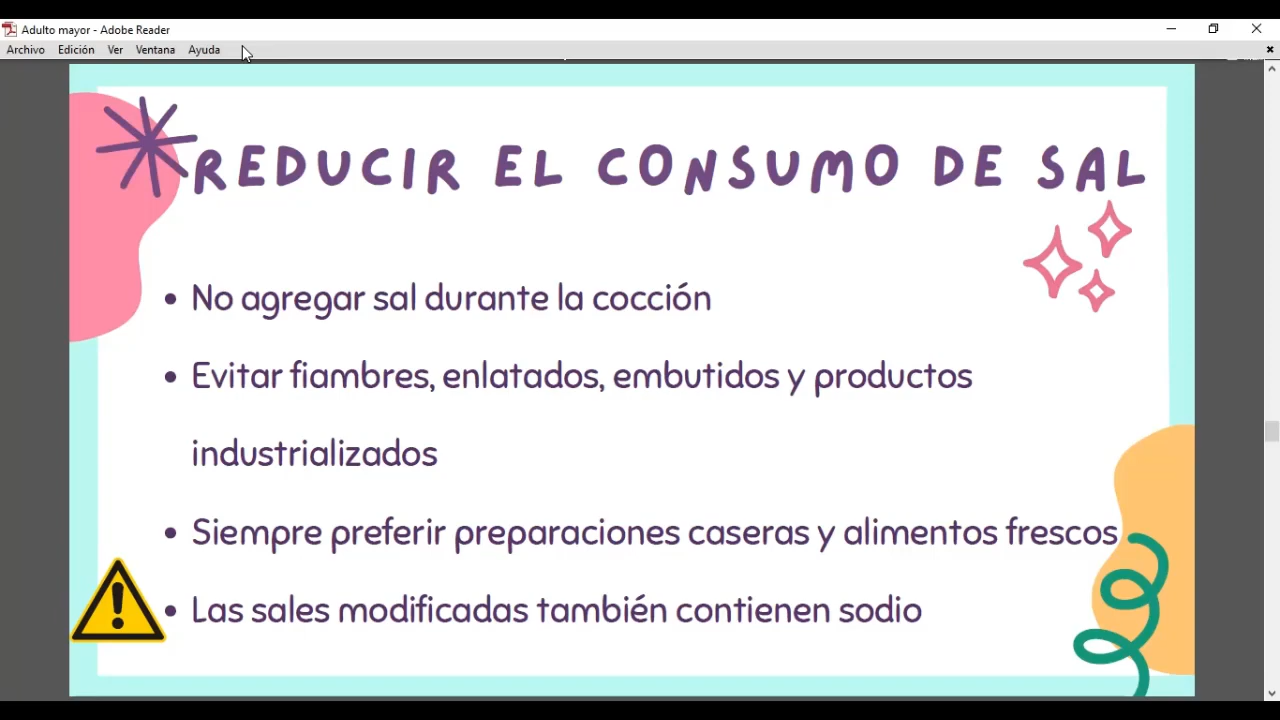 Adulto mayor - Adobe Reader
Archivo Edición Ver Ventana Ayuda
REDUCIR EL CONSUMO DE SAL
• No agregar sal durante la cocción
• Evitar fiambres, enlatados, embutidos y productos
industrializados
• Siempre preferir preparaciones caseras y alimentos frescos
• Las sales modificadas también contienen sodio